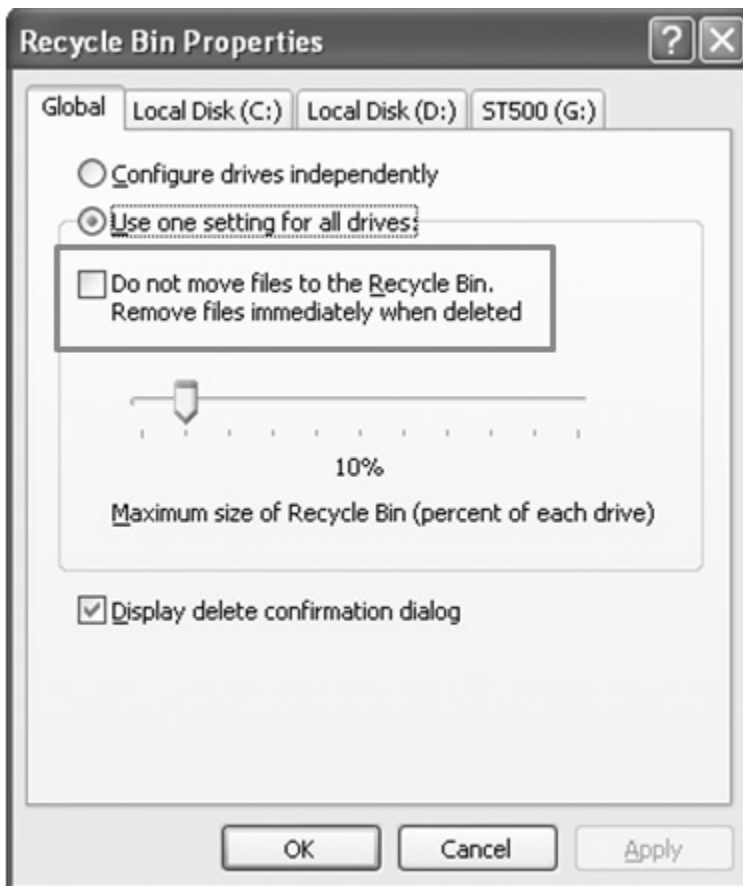 Recycle Bin Properties
?
Global
Local Disk (C:)
Local Disk (D:)
ST500 (G:)
Configure drives independently
Use one setting for all drives:
Do not move files to the Recycle Bin.
Remove files immediately when deleted
10%
Maximum size of Recycle Bin (percent of each drive)
Display delete confirmation dialog
OK
Cancel
Apply